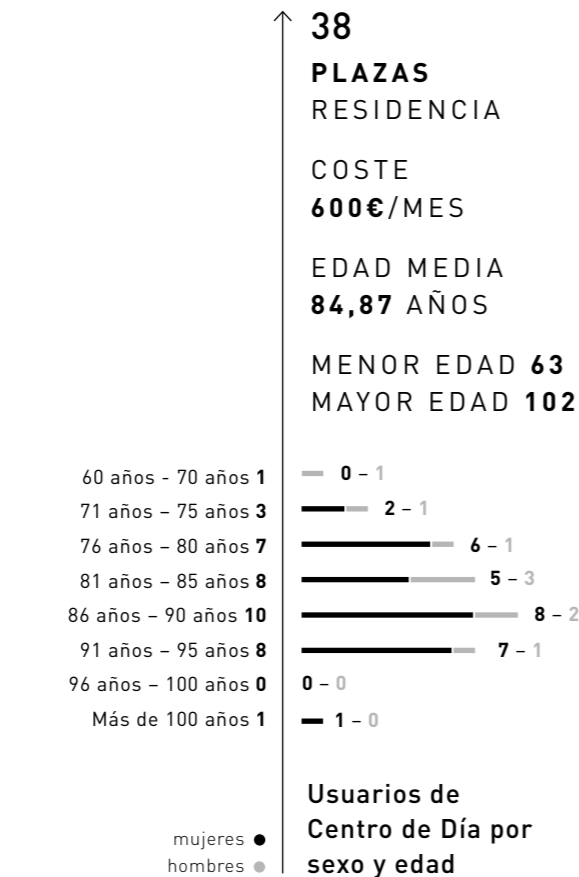 38
PLAZAS
RESIDENCIA
COSTE
600€/MES
EDAD MEDIA
84,87 AÑOS
MENOR EDAD 63
MAYOR EDAD 102
60 años - 70 años 1 0 – 1
71 años – 75 años 3 2 – 1
76 años – 80 años 7 6 – 1
81 años – 85 años 8 5 – 3
86 años – 90 años 10 8 – 2
91 años – 95 años 8 7 – 1
96 años – 100 años 0 0 – 0
Más de 100 años 1 1 – 0
Usuarios de
Centro de Día por
sexo y edad
mujeres
hombres